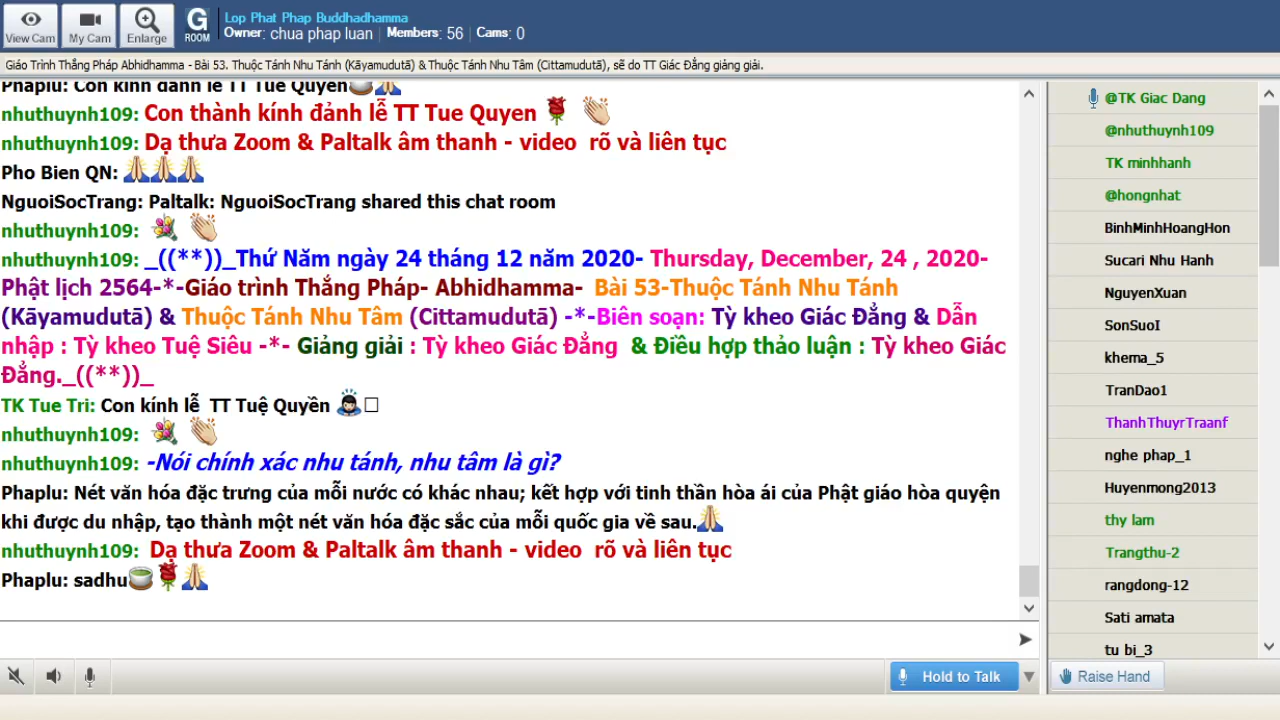 View Cam
My Cam
Enlarge
G
ROOM
Lop Phat Phap Buddhadhamma
Owner: chua phap luan | Members: 56 | Cams: 0
Giáo Trình Thắng Pháp Abhidhamma - Bài 53. Thuộc Tánh Nhu Tánh (Kāyamudutā) & Thuộc Tánh Nhu Tâm (Cittamudutā), sẽ do TT Giác Đẳng giảng giải.
Phaplu: Con kính đảnh lễ TT Tuệ Quyền
nhuthuynh109: Con thành kính đảnh lễ TT Tue Quyen
nhuthuynh109: Dạ thưa Zoom & Paltalk âm thanh - video rõ và liên tục
Pho Bien QN:
NguoiSocTrang: Paltalk: NguoiSocTrang shared this chat room
nhuthuynh109:
nhuthuynh109: _((**))_Thứ Năm ngày 24 tháng 12 năm 2020- Thursday, December, 24 , 2020-
Phật lịch 2564-*-Giáo trình Thắng Pháp- Abhidhamma- Bài 53-Thuộc Tánh Nhu Tánh
(Kāyamudutā) & Thuộc Tánh Nhu Tâm (Cittamudutā) -*-Biên soạn: Tỳ kheo Giác Đẳng & Dẫn
nhập : Tỳ kheo Tuệ Siêu -*- Giảng giải : Tỳ kheo Giác Đẳng & Điều hợp thảo luận : Tỳ kheo Giác
Đẳng._((**))_
TK Tue Tri: Con kính lễ TT Tuệ Quyền
nhuthuynh109:
nhuthuynh109: -Nói chính xác nhu tánh, nhu tâm là gì?
Phaplu: Nét văn hóa đặc trưng của mỗi nước có khác nhau; kết hợp với tinh thần hòa ái của Phật giáo hòa quyện
khi được du nhập, tạo thành một nét văn hóa đặc sắc của mỗi quốc gia về sau.
nhuthuynh109: Dạ thưa Zoom & Paltalk âm thanh - video rõ và liên tục
Phaplu: sadhu
Hold to Talk
@TK Giac Dang
@nhuthuynh109
TK minhhanh
@hongnhat
BinhMinhHoangHon
Sucari Nhu Hanh
NguyenXuan
SonSuoI
khema_5
TranDao1
ThanhThuyrTraanf
nghe phap_1
Huyenmong2013
thy lam
Trangthu-2
rangdong-12
Sati amata
tu bi_3
Raise Hand